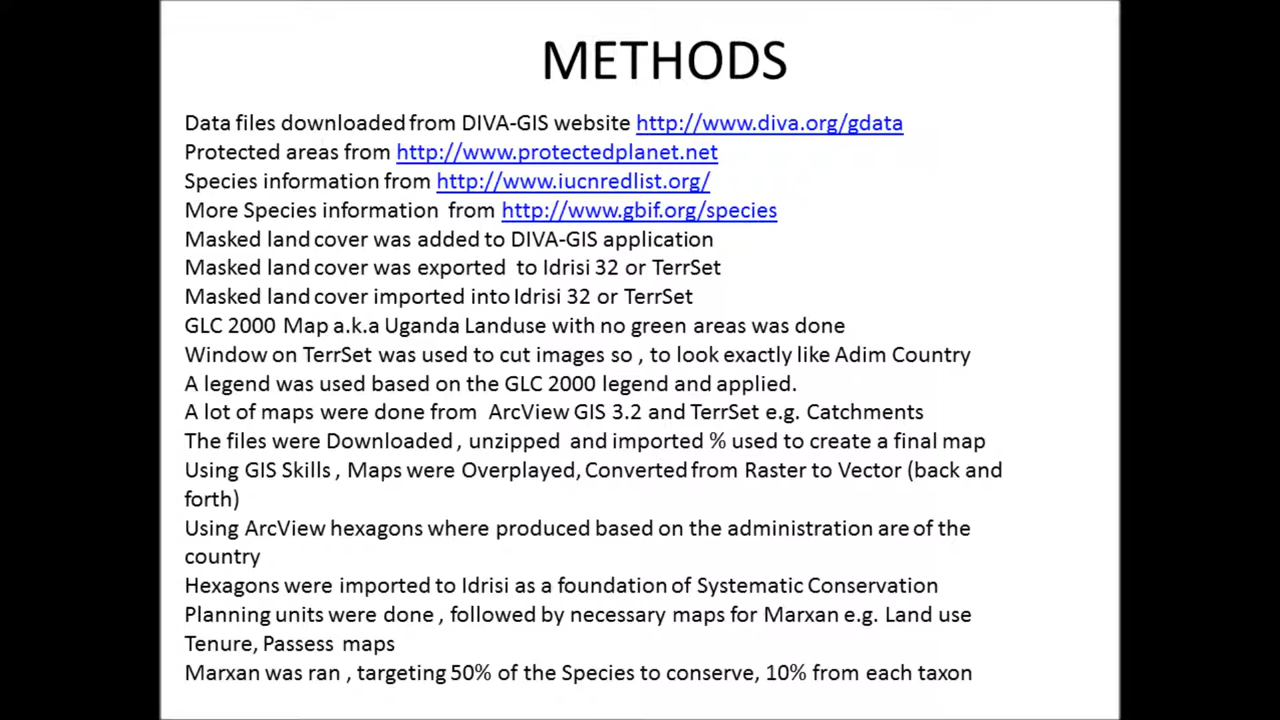 METHODS
Data files downloaded from DIVA-GIS website http://www.diva.org/gdata
Protected areas from http://www.protectedplanet.net
Species information from http://www.iucnredlist.org/
More Species information from http://www.gbif.org/species
Masked land cover was added to DIVA-GIS application
Masked land cover was exported to Idrisi 32 or TerrSet
Masked land cover imported into Idrisi 32 or TerrSet
GLC 2000 Map a.k.a Uganda Landuse with no green areas was done
Window on TerrSet was used to cut images so , to look exactly like Adim Country
A legend was used based on the GLC 2000 legend and applied.
A lot of maps were done from ArcView GIS 3.2 and TerrSet e.g. Catchments
The files were Downloaded , unzipped and imported % used to create a final map
Using GIS Skills , Maps were Overplayed, Converted from Raster to Vector (back and
forth)
Using ArcView hexagons where produced based on the administration are of the
country
Hexagons were imported to Idrisi as a foundation of Systematic Conservation
Planning units were done , followed by necessary maps for Marxan e.g. Land use
Tenure, Passess maps
Marxan was ran , targeting 50% of the Species to conserve, 10% from each taxon